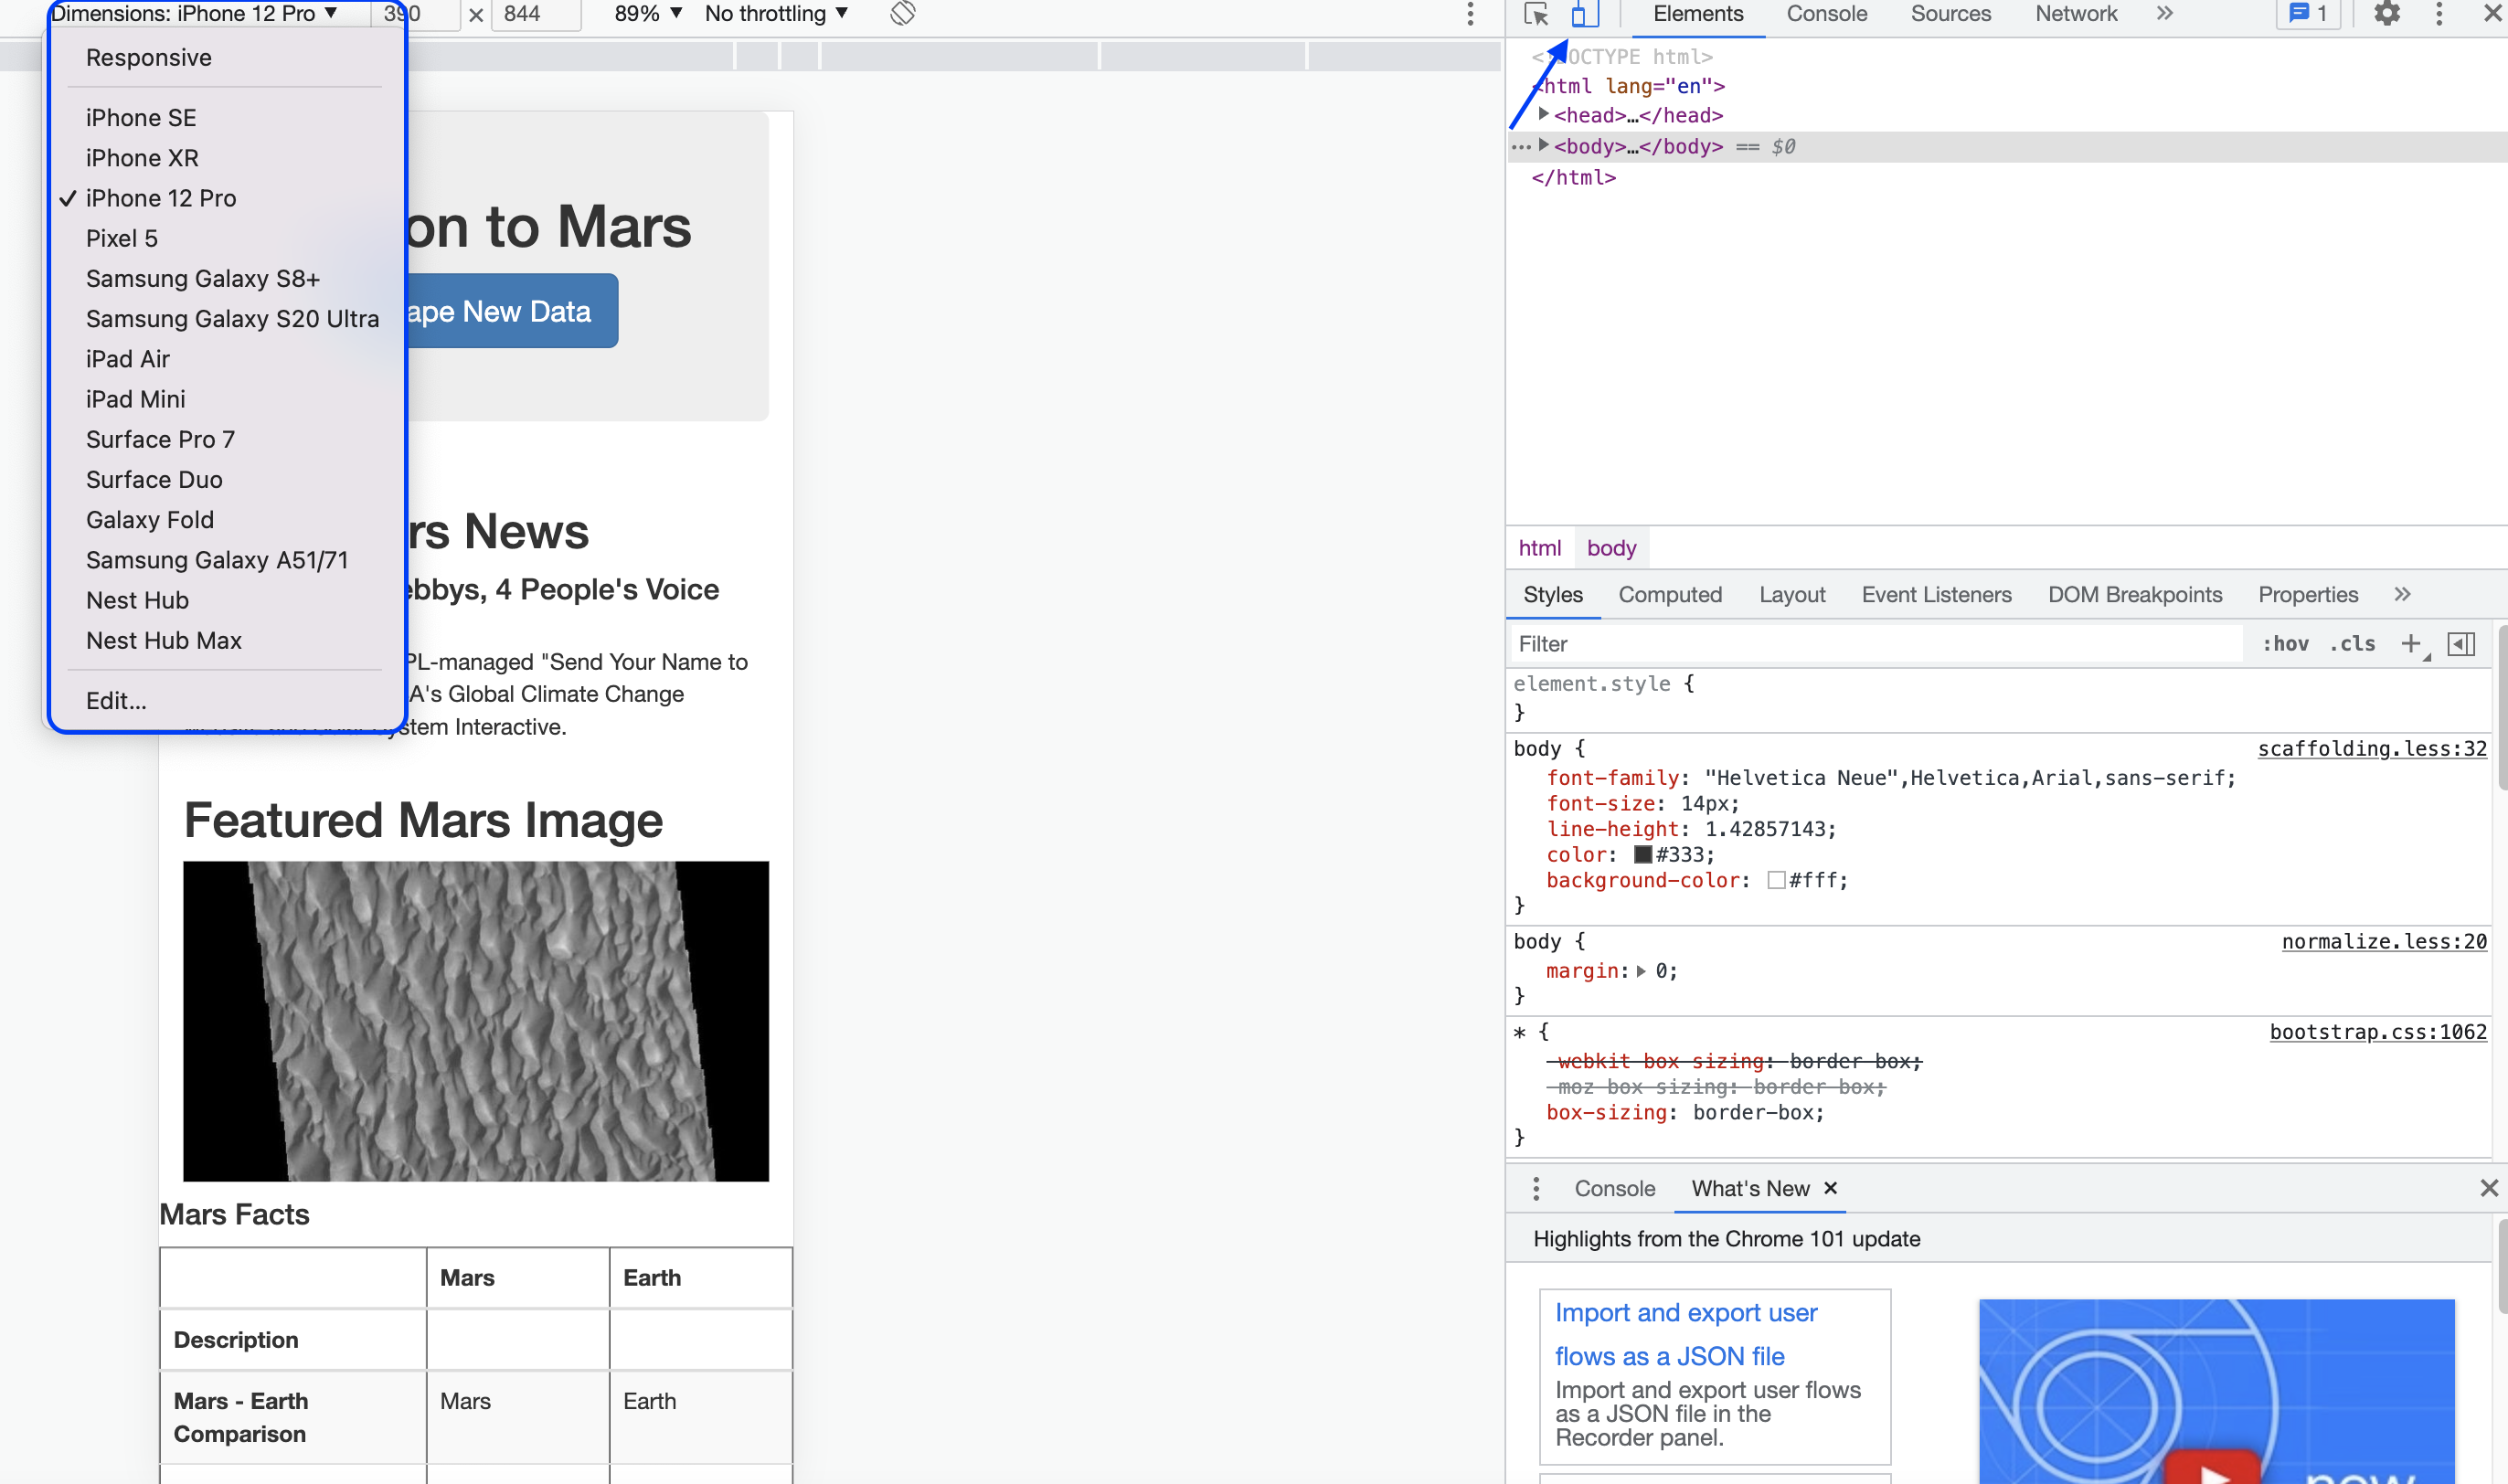 Dimensions: iPhone 12 Pro ▼ 390 × 844 89% ▼ No throttling ▼
Responsive
iPhone SE
iPhone XR
✓ iPhone 12 Pro
Pixel 5
Samsung Galaxy S8+
Samsung Galaxy S20 Ultra
iPad Air
iPad Mini
Surface Pro 7
Surface Duo
Galaxy Fold
Samsung Galaxy A51/71
Nest Hub
Nest Hub Max
Edit...
on to Mars
ape New Data
rs News
ebbys, 4 People's Voice
PL-managed "Send Your Name to
A's Global Climate Change
stem Interactive.
Featured Mars Image
Mars Facts
Mars Earth
Description
Mars - Earth Mars Earth
Comparison
Elements Console Sources Network » 1
<!DOCTYPE html>
<html lang="en">
<head>…</head>
<body>…</body> == $0
</html>
html body
Styles Computed Layout Event Listeners DOM Breakpoints Properties »
Filter :hov .cls +
element.style {
}
body { scaffolding.less:32
font-family: "Helvetica Neue",Helvetica,Arial,sans-serif;
font-size: 14px;
line-height: 1.42857143;
color: #333;
background-color: #fff;
}
body { normalize.less:20
margin: 0;
}
* { bootstrap.css:1062
-webkit-box-sizing: border-box;
-moz-box-sizing: border-box;
box-sizing: border-box;
}
Console What's New ×
Highlights from the Chrome 101 update
Import and export user
flows as a JSON file
Import and export user flows
as a JSON file in the
Recorder panel.
new